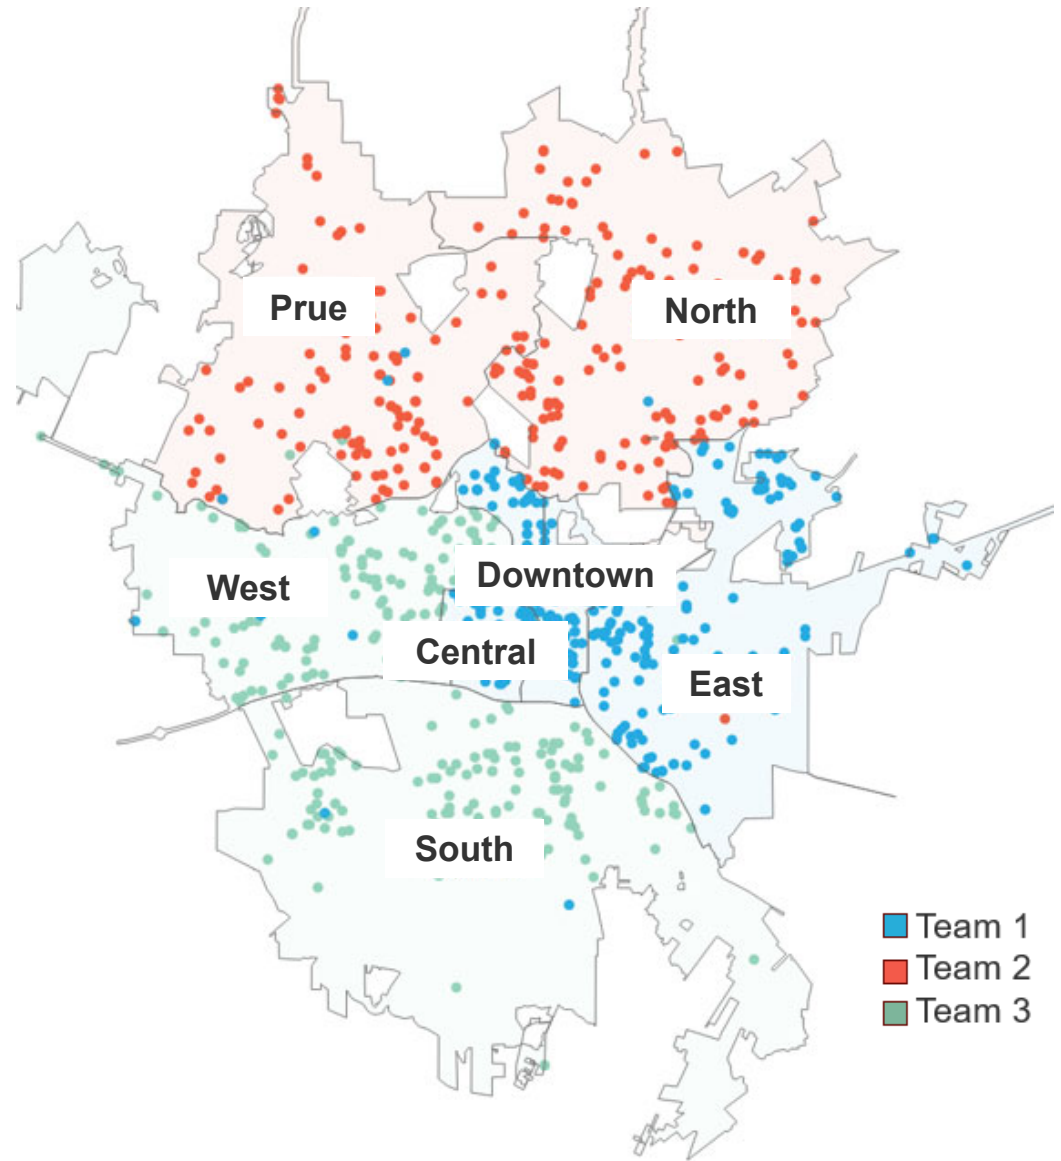 Prue
North
West
Downtown
Central
East
South
Team 1
Team 2
Team 3